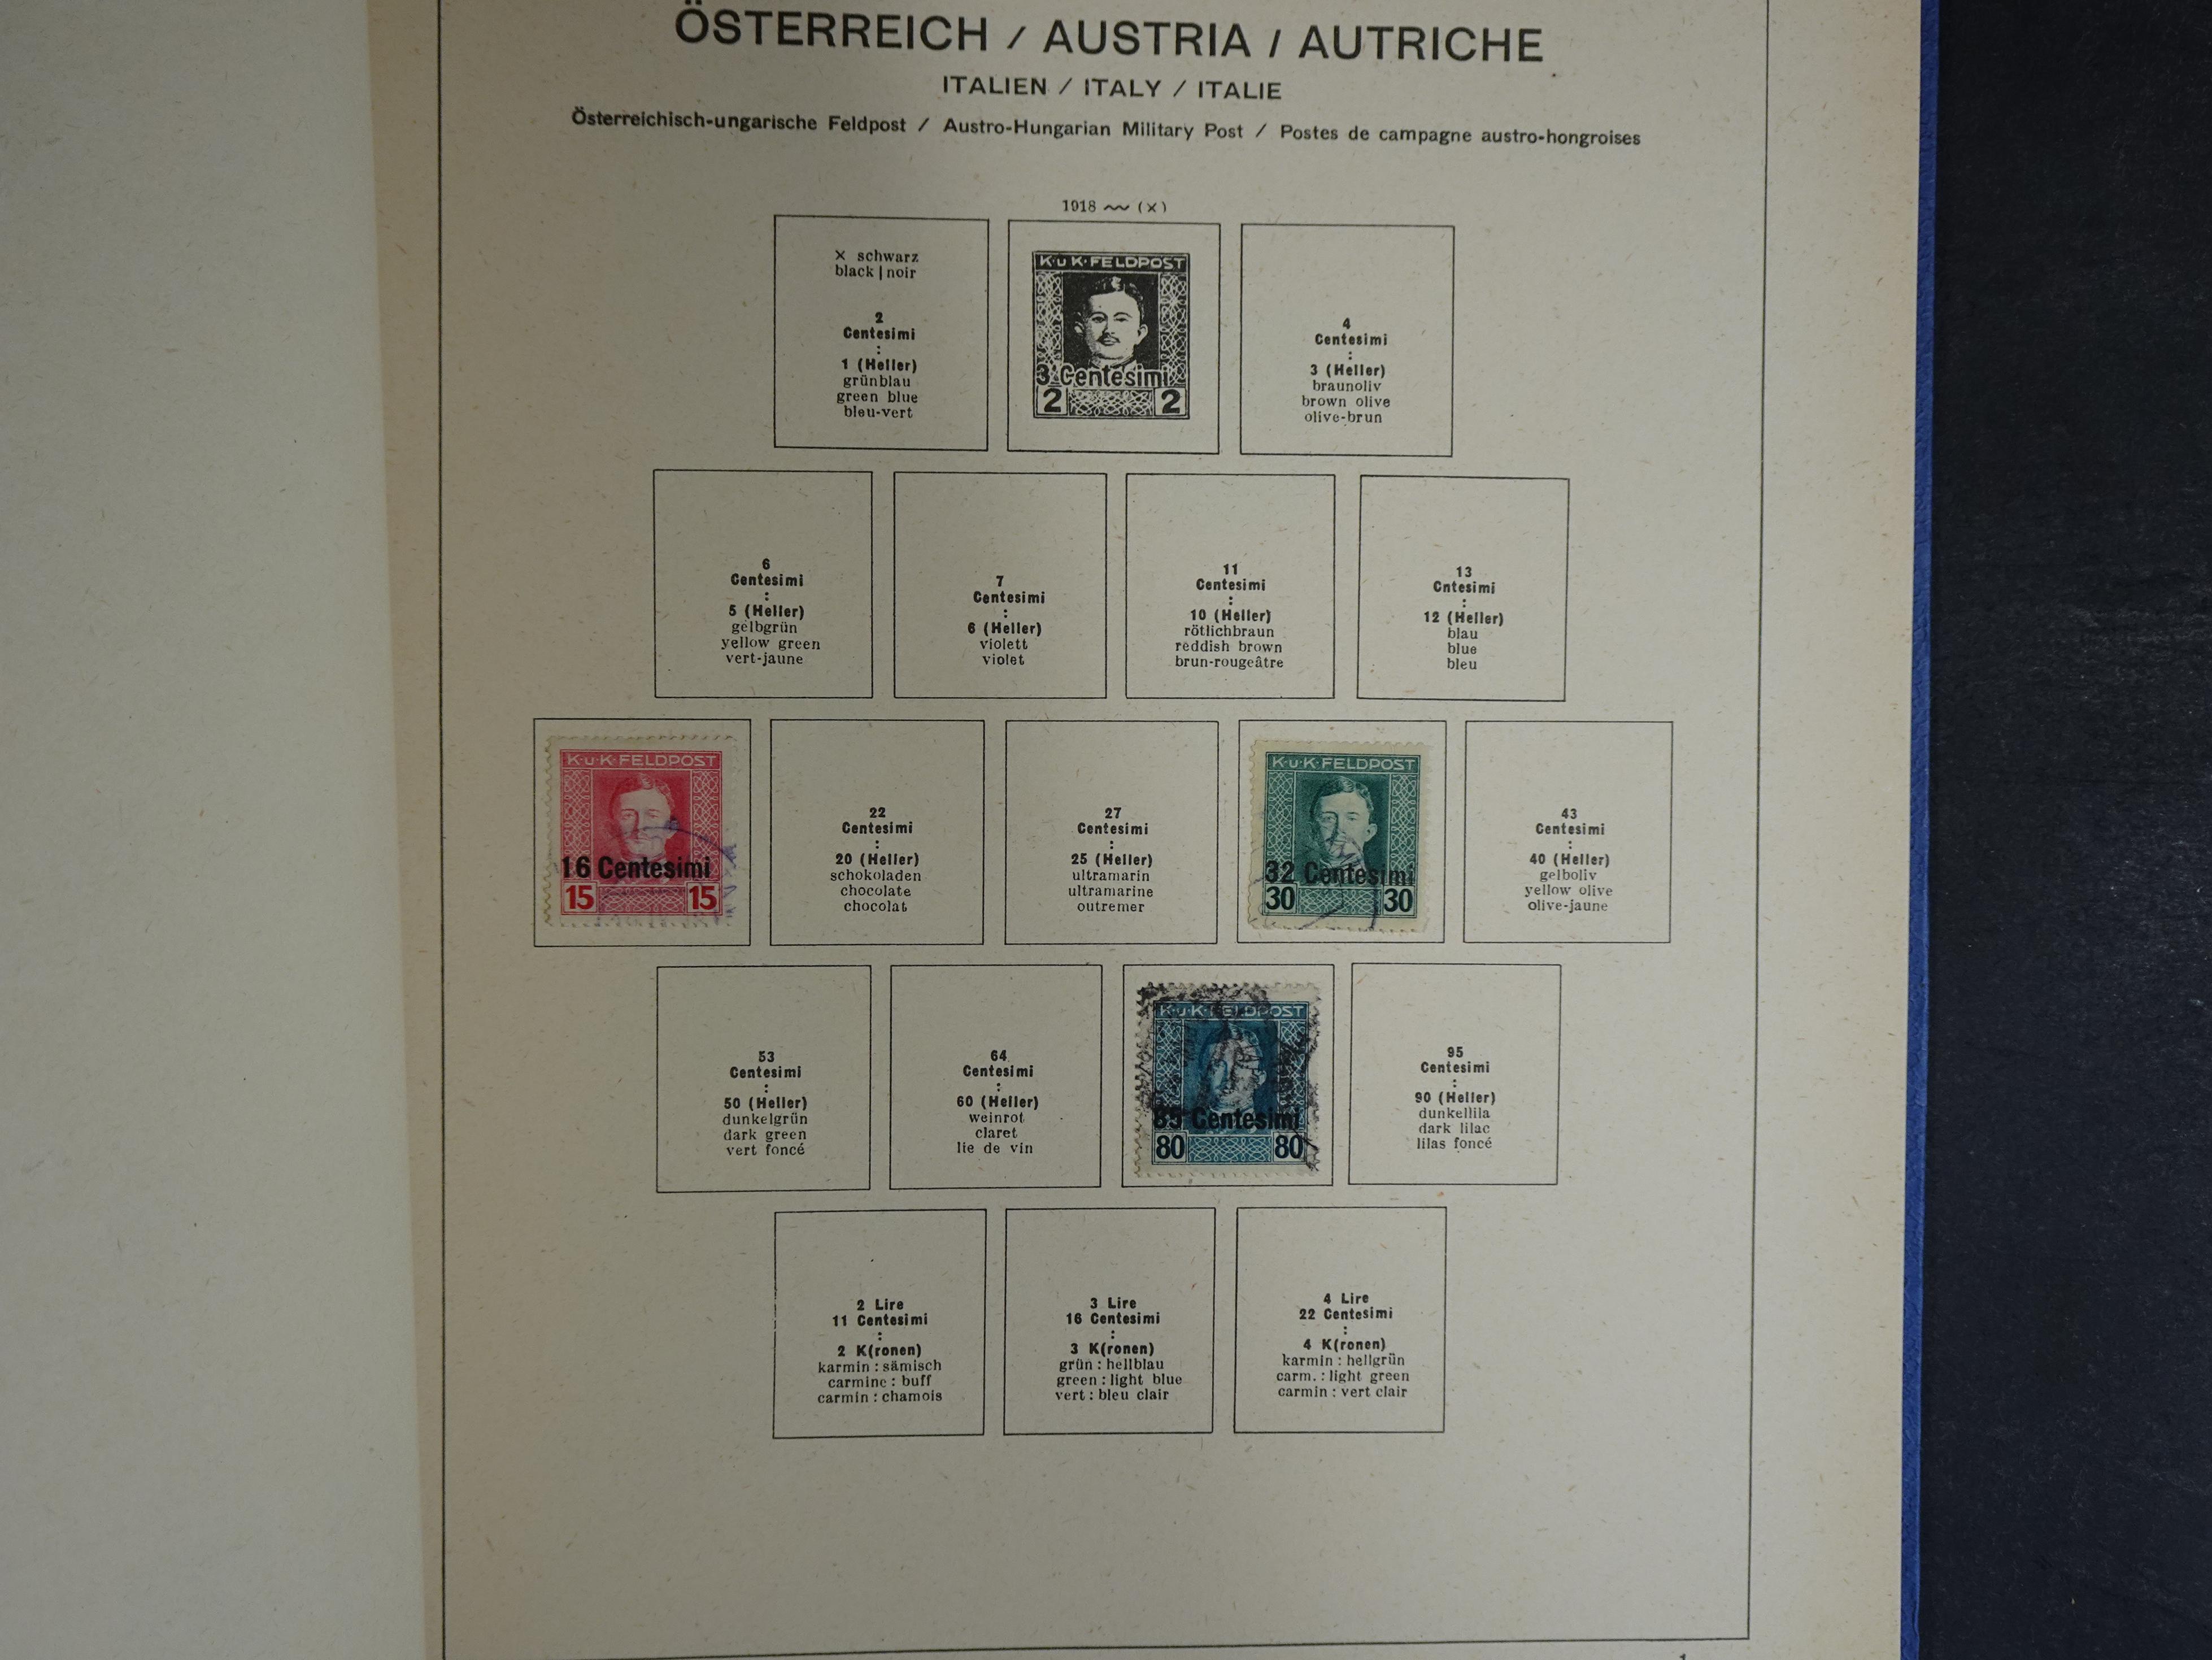 ÖSTERREICH / AUSTRIA / AUTRICHE
ITALIEN / ITALY / ITALIE
Österreichisch-ungarische Feldpost / Austro-Hungarian Military Post / Postes de campagne austro-hongroises
1918 (×)
× schwarz
black | noir
2
Centesimi
:
1 (Heller)
grünblau
green blue
bleu-vert
K·u·K·FELDPOST
3 Centesimi
2 2
4
Centesimi
:
3 (Heller)
braunoliv
brown olive
olive-brun
6
Centesimi
:
5 (Heller)
gelbgrün
yellow green
vert-jaune
7
Centesimi
:
6 (Heller)
violett
violet
11
Centesimi
:
10 (Heller)
rötlichbraun
reddish brown
brun-rougeâtre
13
Cntesimi
:
12 (Heller)
blau
blue
bleu
K·u·K·FELDPOST
16 Centesimi
15 15
22
Centesimi
:
20 (Heller)
schokoladen
chocolate
chocolat
27
Centesimi
:
25 (Heller)
ultramarin
ultramarine
outremer
K·u·K·FELDPOST
32 Centesimi
30 30
43
Centesimi
:
40 (Heller)
gelboliv
yellow olive
olive-jaune
53
Centesimi
:
50 (Heller)
dunkelgrün
dark green
vert foncé
64
Centesimi
:
60 (Heller)
weinrot
claret
lie de vin
K·u·K·FELDPOST
85 Centesimi
80 80
95
Centesimi
:
90 (Heller)
dunkellila
dark lilac
lilas foncé
2 Lire
11 Centesimi
:
2 K(ronen)
karmin : sämisch
carmine : buff
carmin : chamois
3 Lire
16 Centesimi
:
3 K(ronen)
grün : hellblau
green : light blue
vert : bleu clair
4 Lire
22 Centesimi
:
4 K(ronen)
karmin : hellgrün
carm. : light green
carmin : vert clair